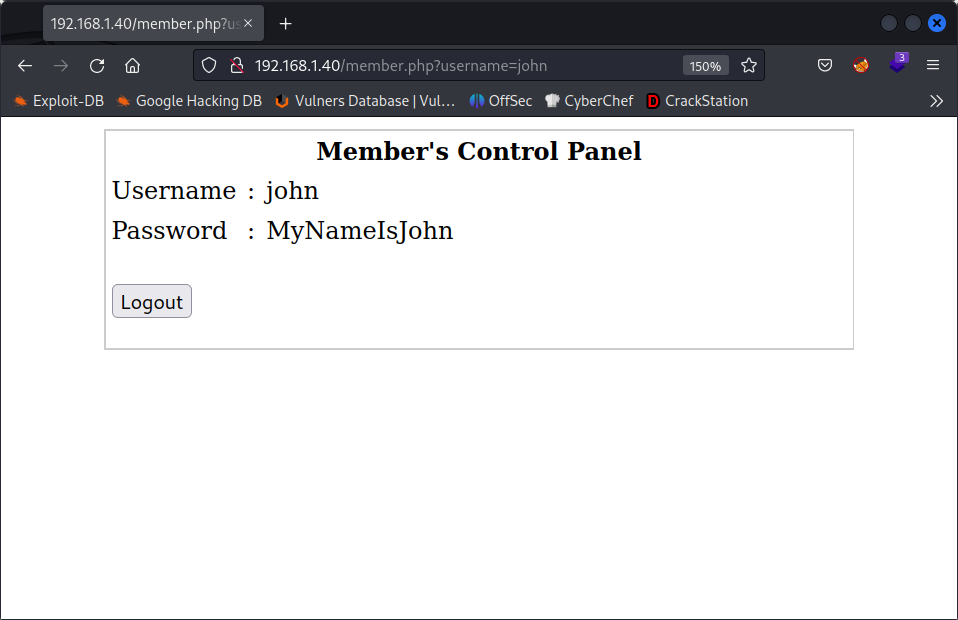 192.168.1.40/member.php?us
192.168.1.40/member.php?username=john 150% 3
Exploit-DB Google Hacking DB Vulners Database | Vul... OffSec CyberChef CrackStation
Member's Control Panel
Username : john
Password : MyNameIsJohn
Logout